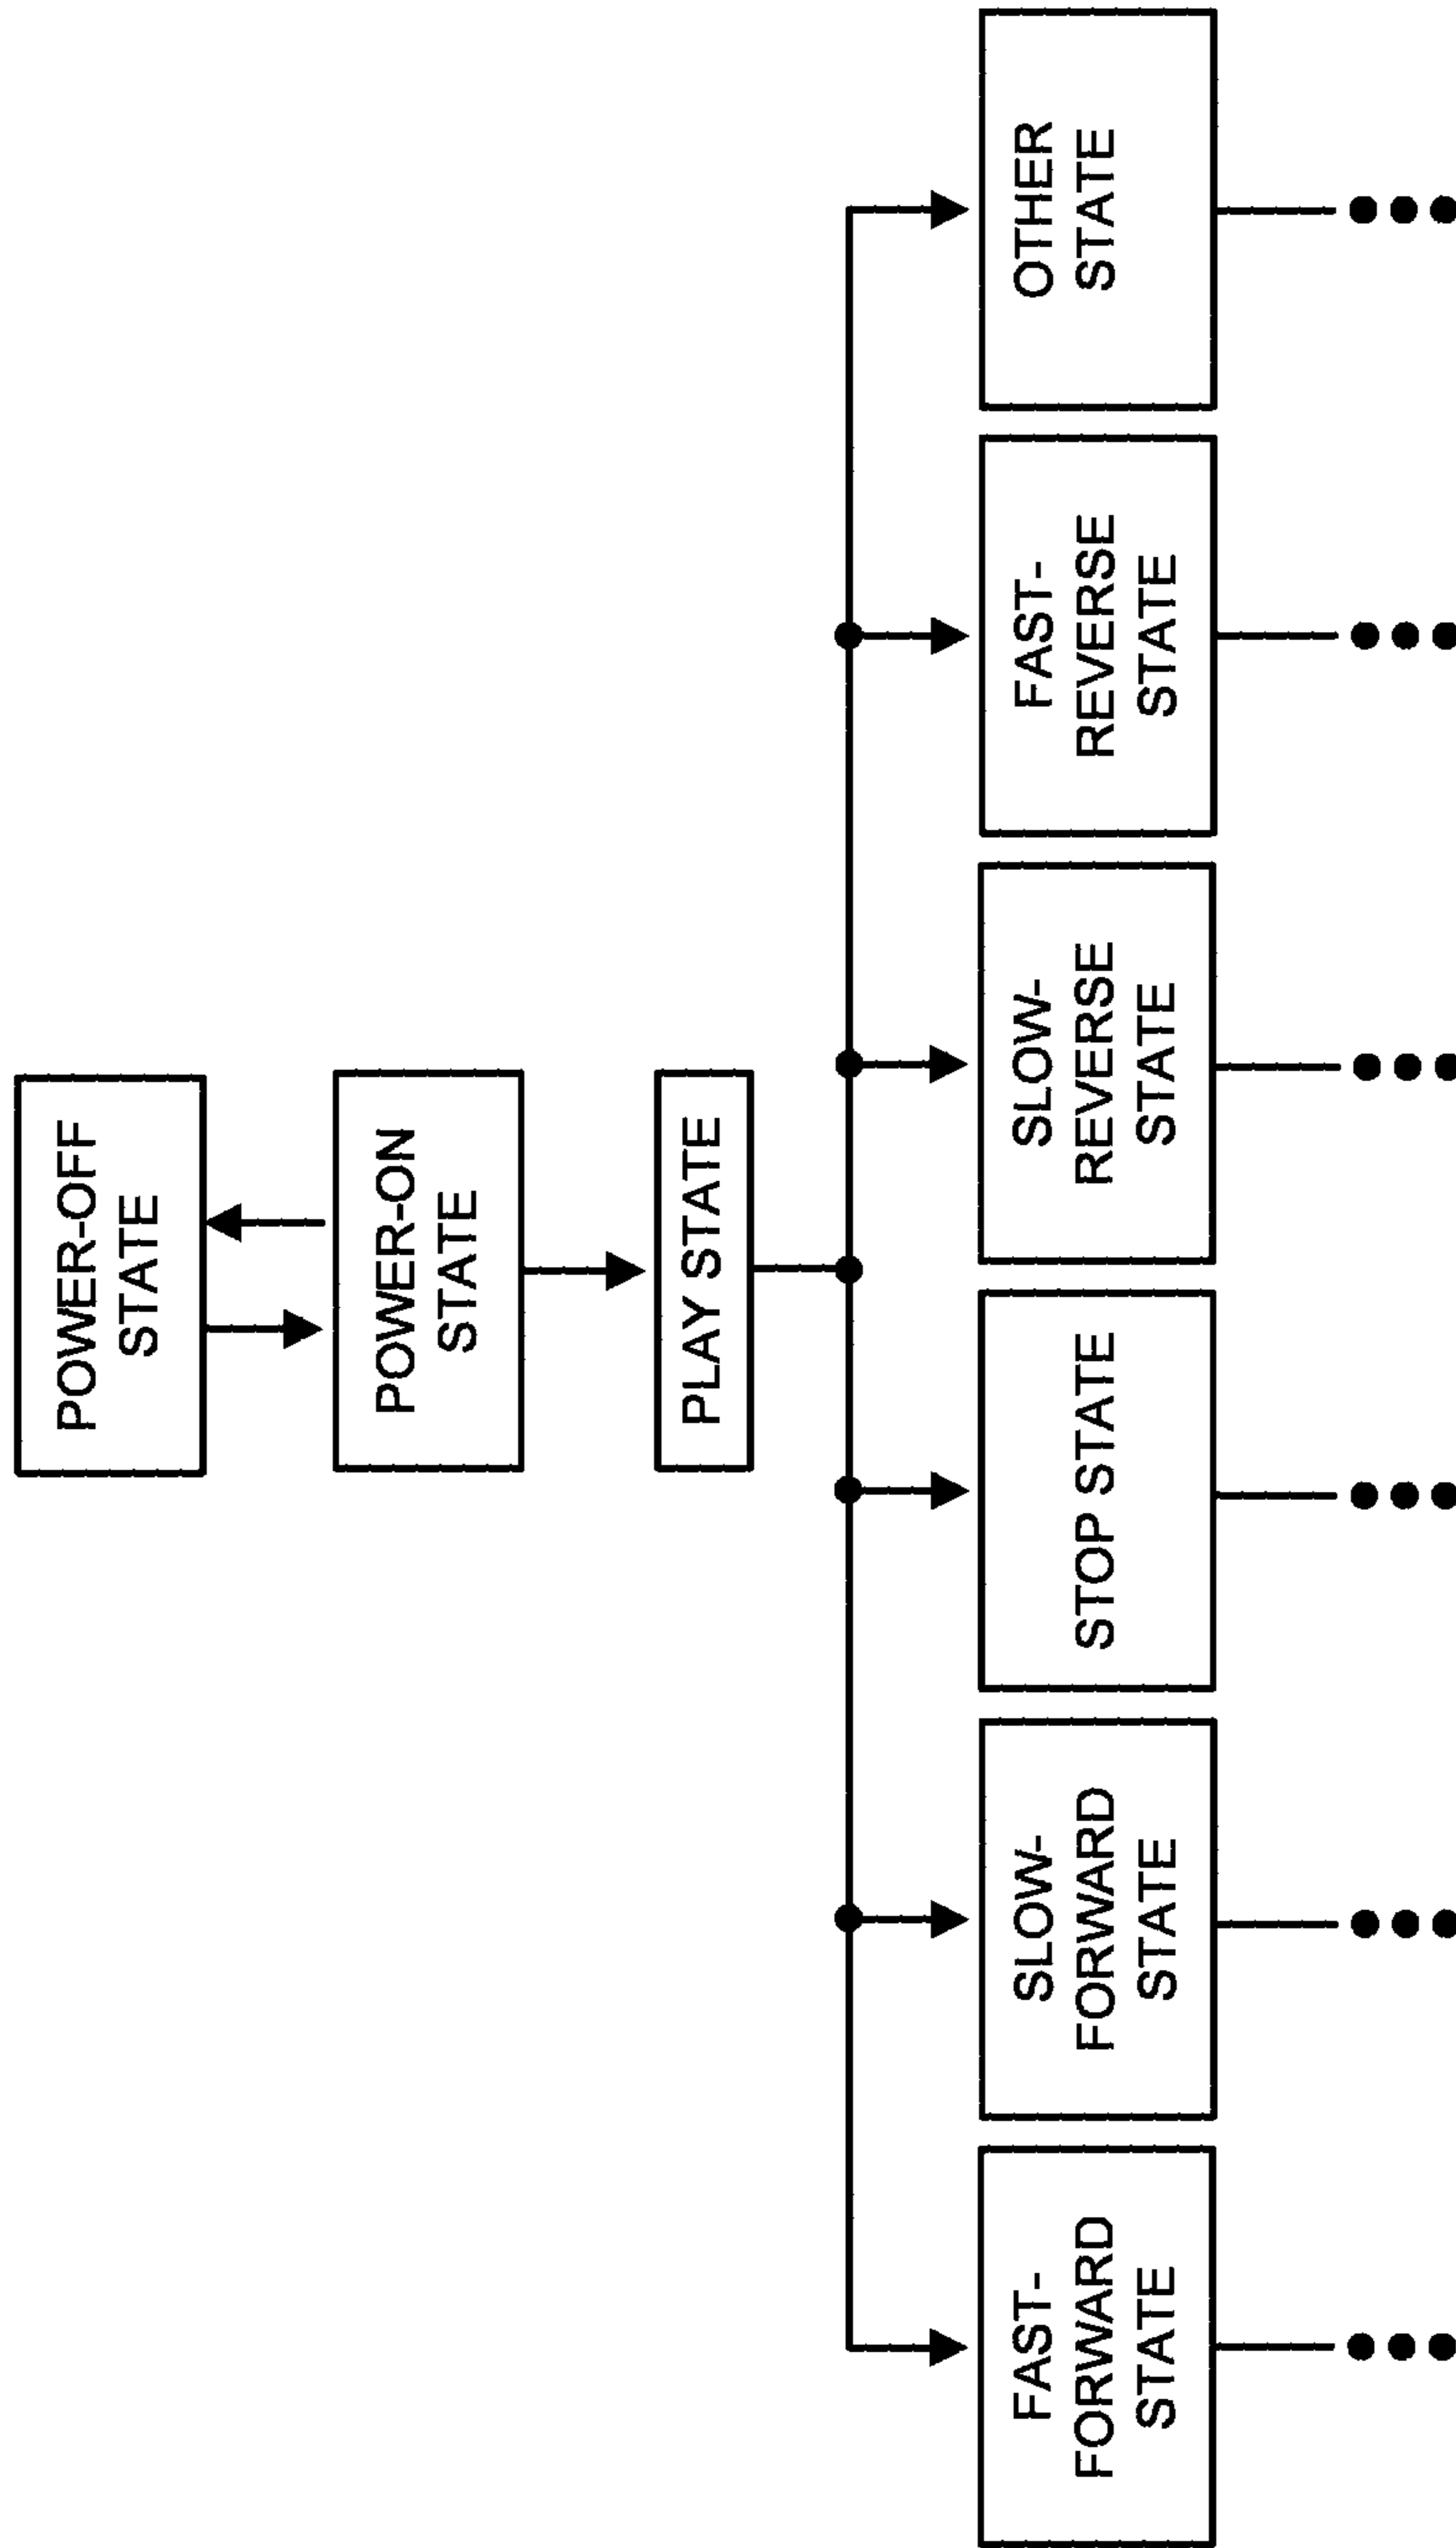 POWER-OFF
STATE
POWER-ON
STATE
PLAY STATE
FAST-
FORWARD
STATE
SLOW-
FORWARD
STATE
STOP STATE
SLOW-
REVERSE
STATE
FAST-
REVERSE
STATE
OTHER
STATE